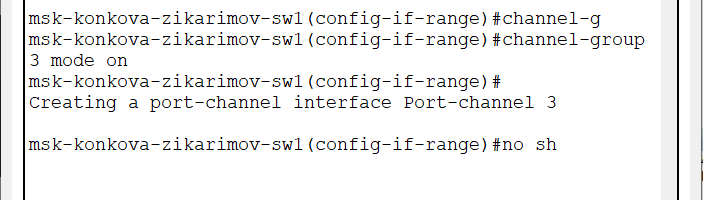 msk-konkova-zikarimov-sw1(config-if-range)#channel-g
msk-konkova-zikarimov-sw1(config-if-range)#channel-group
3 mode on
msk-konkova-zikarimov-sw1(config-if-range)#
Creating a port-channel interface Port-channel 3
msk-konkova-zikarimov-sw1(config-if-range)#no sh